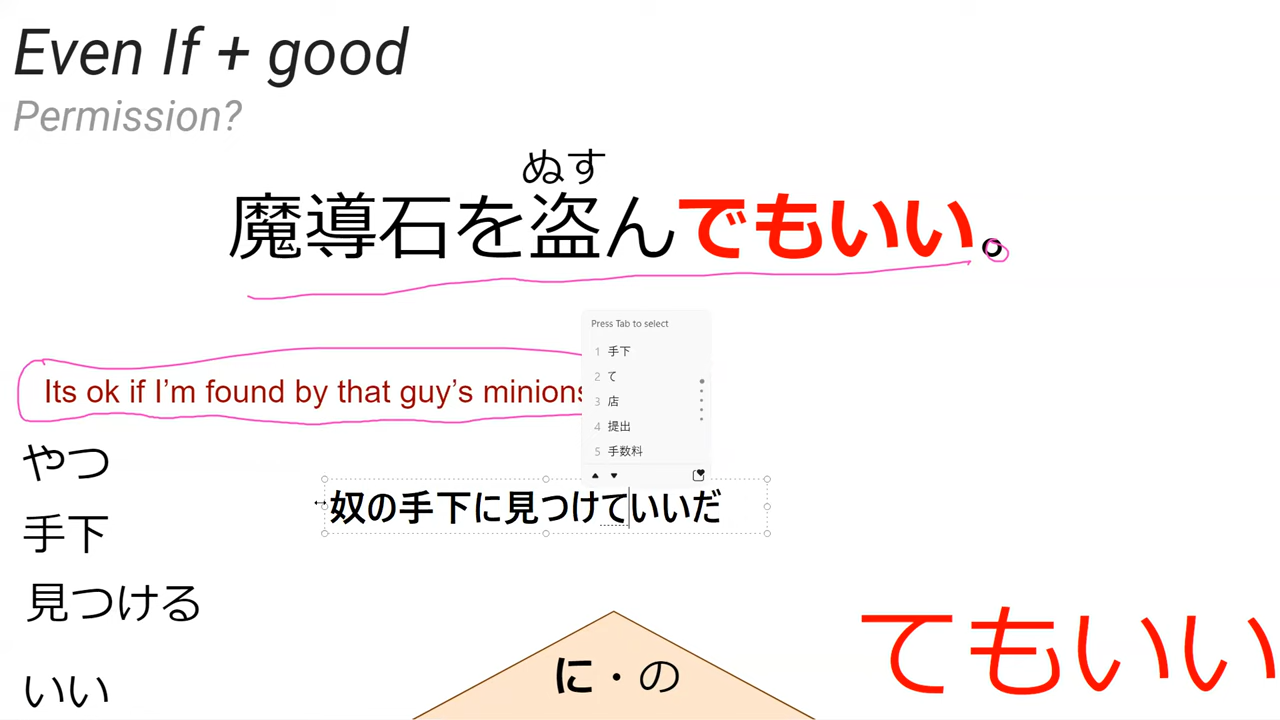 Even If + good
Permission?
ぬす
魔導石を盗んでもいい。
Press Tab to select
1 手下
2 て
3 店
4 提出
5 手数料
Its ok if I'm found by that guy's minions
やつ
奴の手下に見つけていいだ
手下
見つける
に・の
てもいい
いい